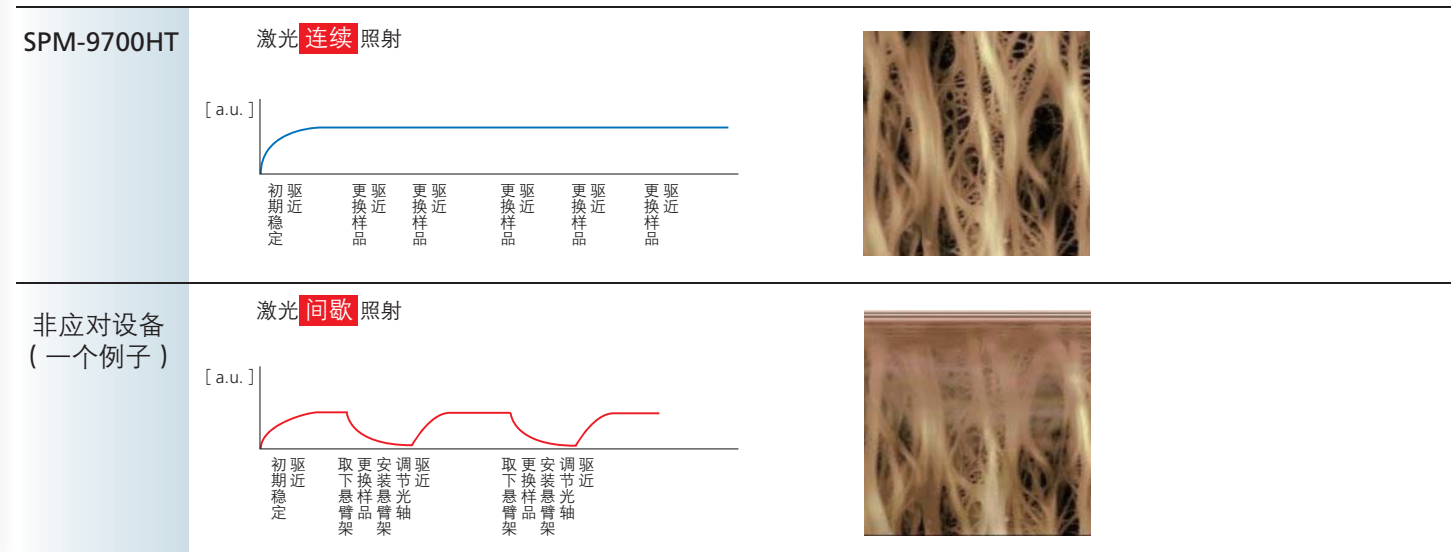 SPM-9700HT
激光 连续 照射
[ a.u. ]
初期稳定
驱近
更换样品
驱近
更换样品
驱近
更换样品
驱近
更换样品
驱近
更换样品
驱近
非应对设备
(一个例子)
激光 间歇 照射
[ a.u. ]
初期稳定
驱近
取下悬臂架
更换样品
安装悬臂架
调节光轴
驱近
取下悬臂架
更换样品
安装悬臂架
调节光轴
驱近